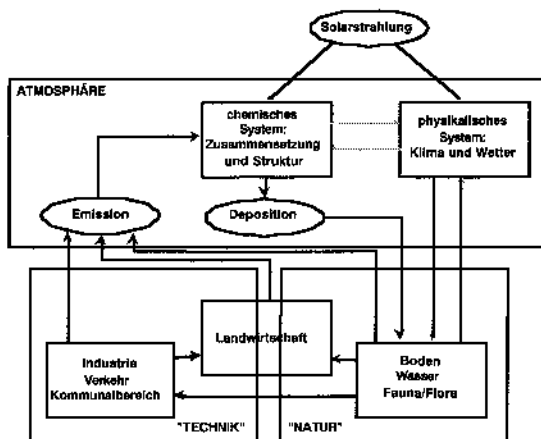 Solarstrahlung
ATMOSPHÄRE
chemisches
System:
Zusammensetzung
und Struktur
physikalisches
System:
Klima und Wetter
Emission
Deposition
Landwirtschaft
Industrie
Verkehr
Kommunalbereich
Boden
Wasser
Fauna/Flora
"TECHNIK"
"NATUR"